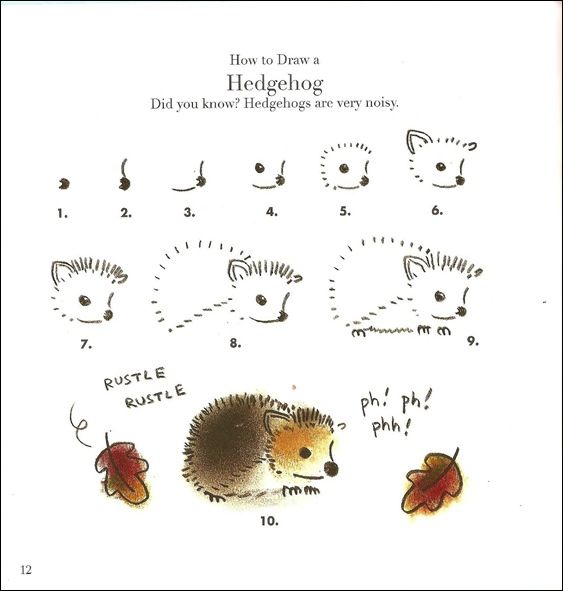 How to Draw a
Hedgehog
Did you know? Hedgehogs are very noisy.
1. 2. 3. 4. 5. 6.
7. 8. 9.
RUSTLE
RUSTLE
ph! ph!
phh!
10.
12